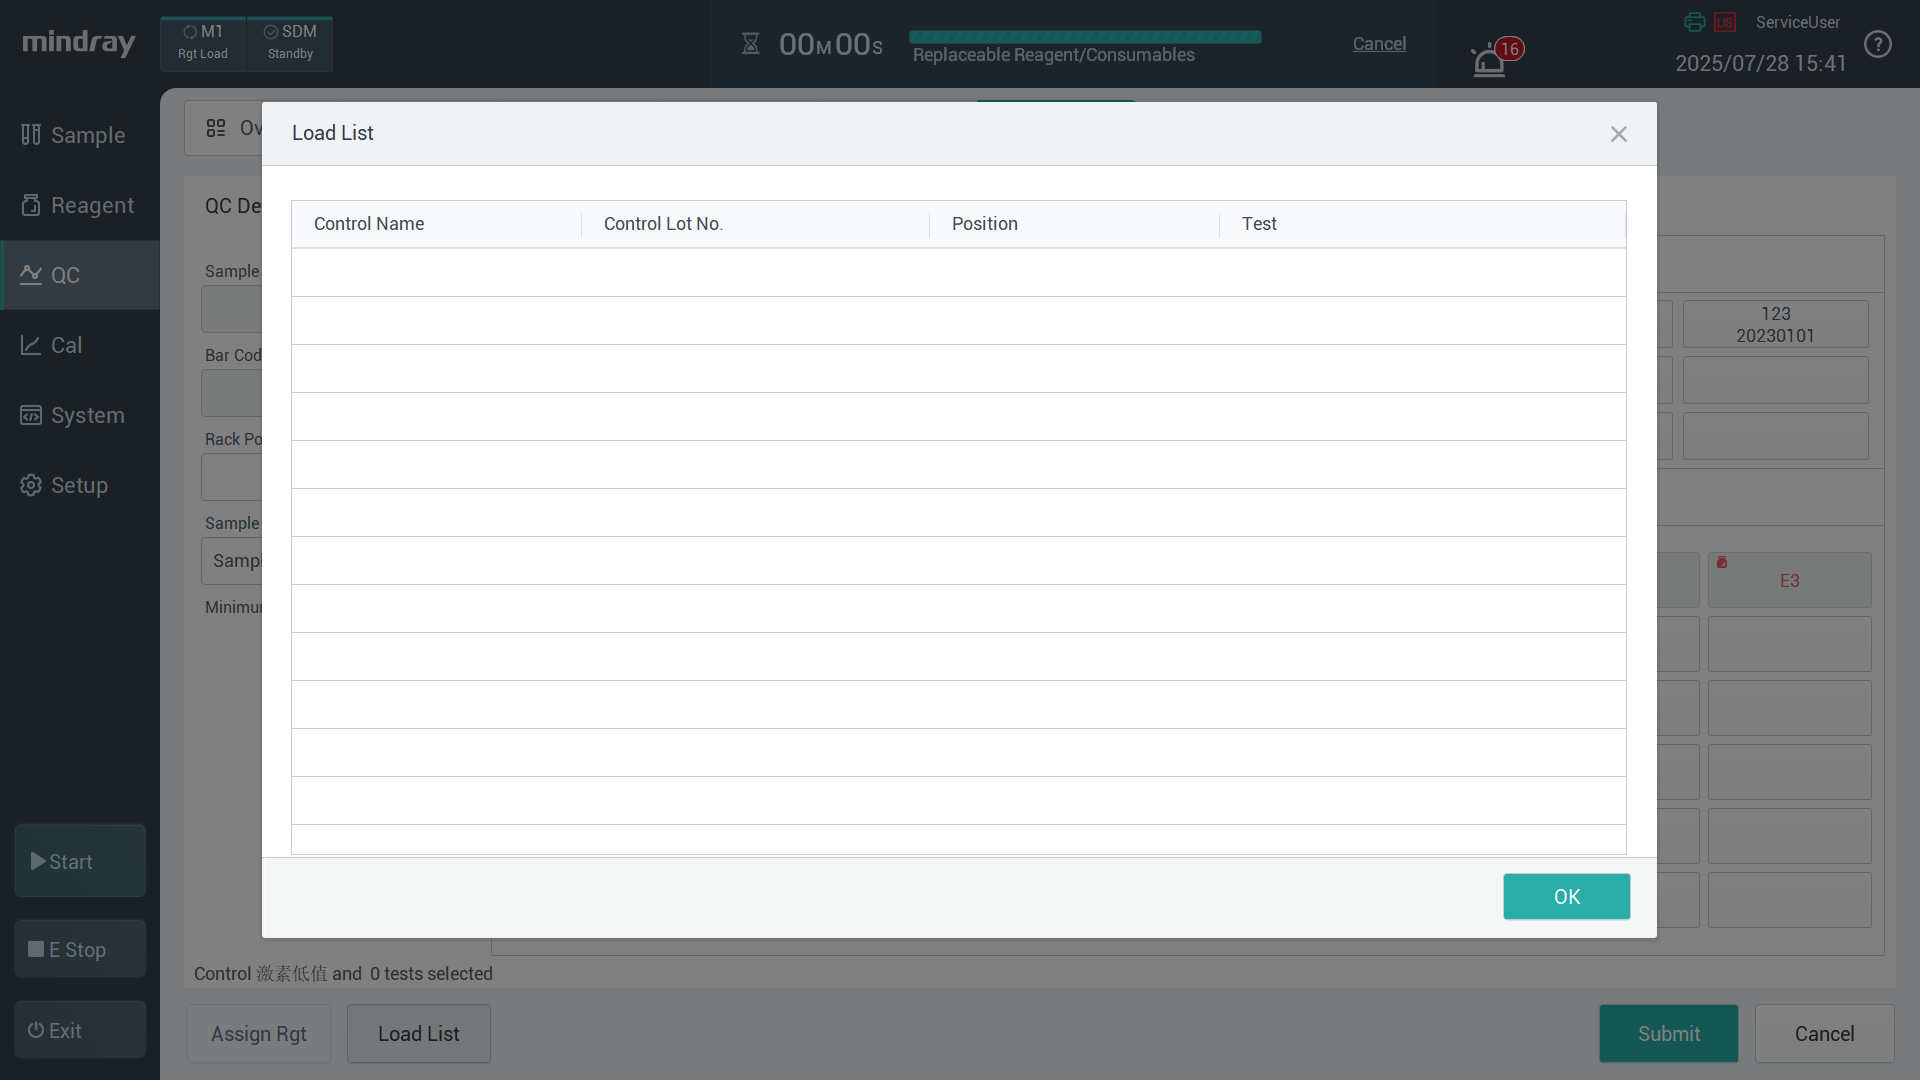 mindray
M1
Rgt Load
SDM
Standby
00M00S
Replaceable Reagent/Consumables
Cancel
16
LIS
ServiceUser
2025/07/28 15:41
?
Sample
Reagent
QC
Cal
System
Setup
Start
E Stop
Exit
Ov
QC De
Sample
Bar Cod
Rack Po
Sample
Sampl
Minimu
Load List
Control Name
Control Lot No.
Position
Test
OK
123
20230101
E3
Control 激素低值 and 0 tests selected
Assign Rgt
Load List
Submit
Cancel